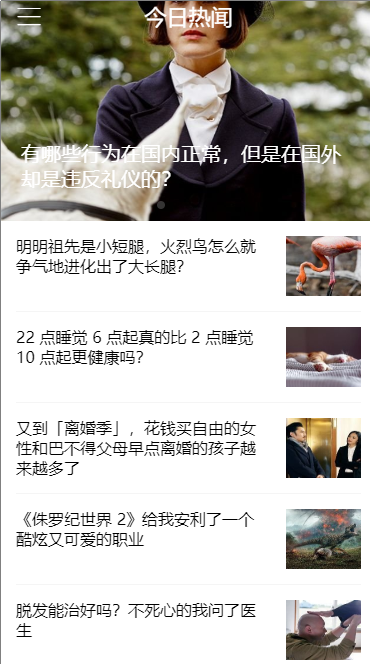 今日热闻
有哪些行为在国内正常，但是在国外
却是违反礼仪的？
明明祖先是小短腿，火烈鸟怎么就
争气地进化出了大长腿？
22 点睡觉 6 点起真的比 2 点睡觉
10 点起更健康吗？
又到「离婚季」，花钱买自由的女
性和巴不得父母早点离婚的孩子越
来越多了
《侏罗纪世界 2》给我安利了一个
酷炫又可爱的职业
脱发能治好吗？不死心的我问了医
生